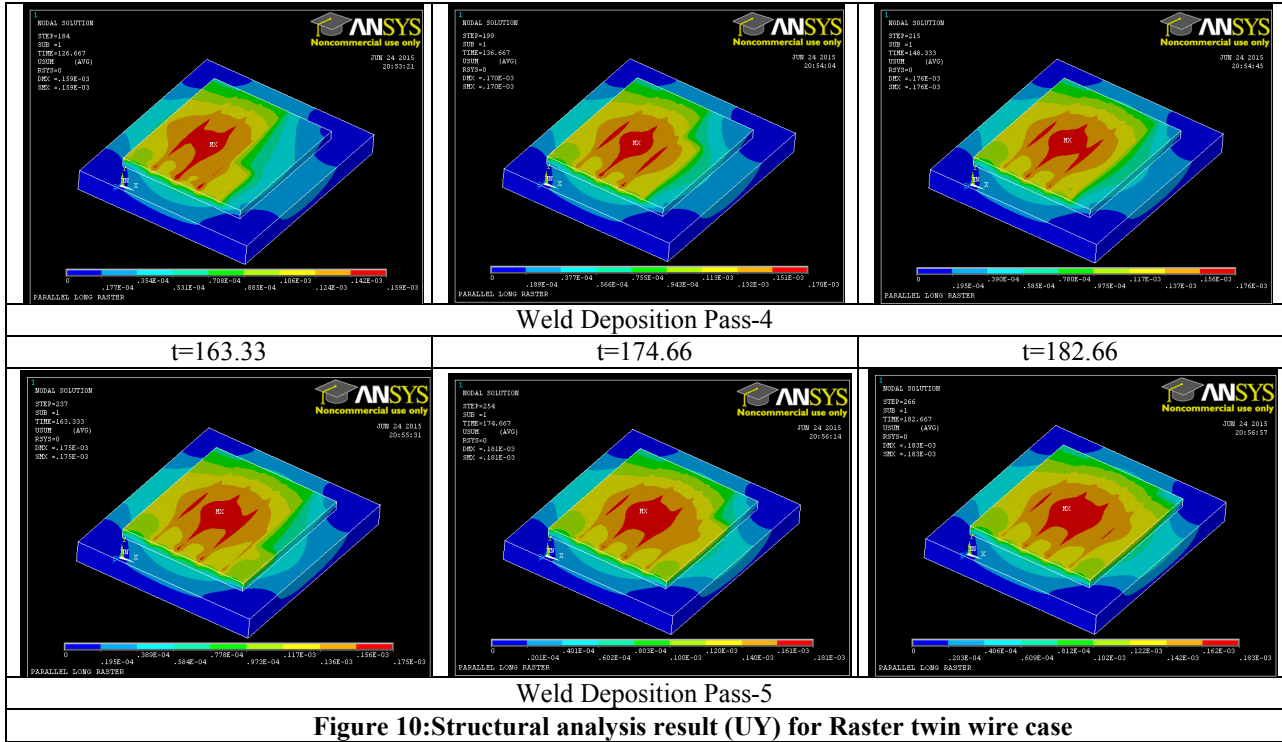 1
NODAL SOLUTION
STEP=184
SUB =1
TIME=126.667
USUM (AVG)
RSYS=0
DMX =.159E-03
SMX =.159E-03
ANSYS
Noncommercial use only
JUN 24 2015
20:53:21
MX
MN
X
0 .354E-04 .708E-04 .106E-03 .142E-03
.177E-04 .531E-04 .885E-04 .124E-03 .159E-03
PARALLEL LONG RASTER
1
NODAL SOLUTION
STEP=199
SUB =1
TIME=136.667
USUM (AVG)
RSYS=0
DMX =.170E-03
SMX =.170E-03
ANSYS
Noncommercial use only
JUN 24 2015
20:54:04
MX
MN
X
0 .377E-04 .755E-04 .113E-03 .151E-03
.189E-04 .566E-04 .943E-04 .132E-03 .170E-03
PARALLEL LONG RASTER
1
NODAL SOLUTION
STEP=215
SUB =1
TIME=148.333
USUM (AVG)
RSYS=0
DMX =.176E-03
SMX =.176E-03
ANSYS
Noncommercial use only
JUN 24 2015
20:54:45
MX
MN
X
0 .390E-04 .780E-04 .117E-03 .156E-03
.195E-04 .585E-04 .975E-04 .137E-03 .176E-03
PARALLEL LONG RASTER
Weld Deposition Pass-4
t=163.33
t=174.66
t=182.66
1
NODAL SOLUTION
STEP=237
SUB =1
TIME=163.333
USUM (AVG)
RSYS=0
DMX =.175E-03
SMX =.175E-03
ANSYS
Noncommercial use only
JUN 24 2015
20:55:31
MX
MN
X
0 .389E-04 .778E-04 .117E-03 .156E-03
.195E-04 .584E-04 .973E-04 .136E-03 .175E-03
PARALLEL LONG RASTER
1
NODAL SOLUTION
STEP=254
SUB =1
TIME=174.667
USUM (AVG)
RSYS=0
DMX =.181E-03
SMX =.181E-03
ANSYS
Noncommercial use only
JUN 24 2015
20:56:14
MX
MN
X
0 .401E-04 .803E-04 .120E-03 .161E-03
.201E-04 .602E-04 .100E-03 .140E-03 .181E-03
PARALLEL LONG RASTER
1
NODAL SOLUTION
STEP=266
SUB =1
TIME=182.667
USUM (AVG)
RSYS=0
DMX =.183E-03
SMX =.183E-03
ANSYS
Noncommercial use only
JUN 24 2015
20:56:57
MX
MN
X
0 .406E-04 .812E-04 .122E-03 .162E-03
.203E-04 .609E-04 .102E-03 .142E-03 .183E-03
PARALLEL LONG RASTER
Weld Deposition Pass-5
Figure 10:Structural analysis result (UY) for Raster twin wire case